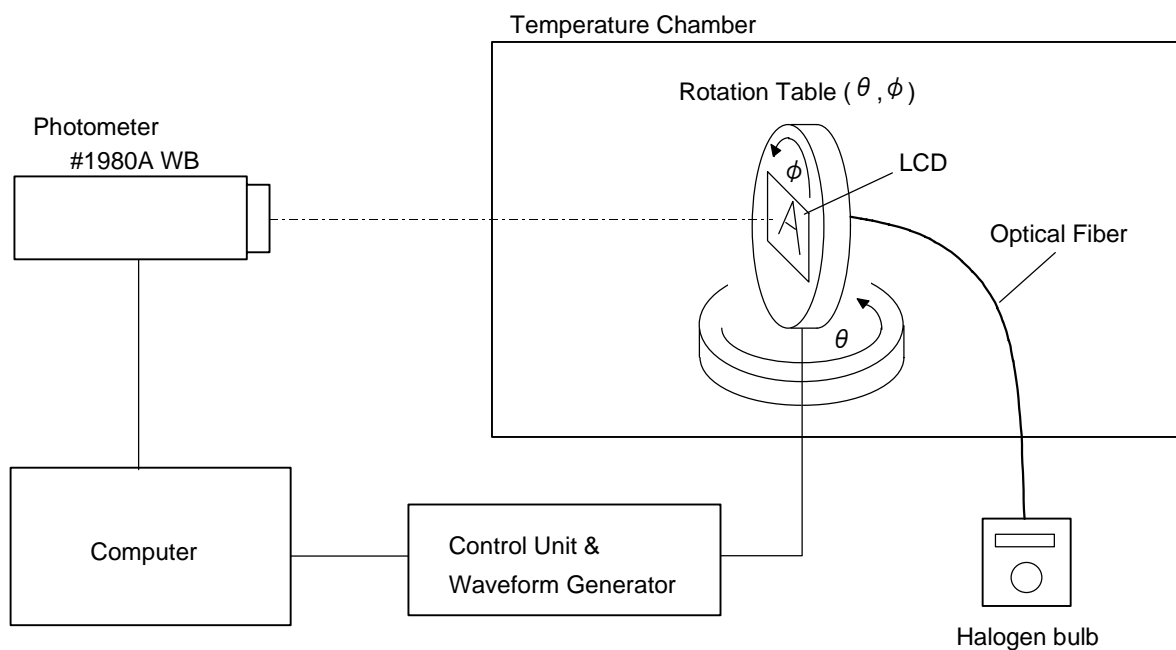 Temperature Chamber
Rotation Table ( θ , ϕ )
Photometer
#1980A WB
ϕ
LCD
A
Optical Fiber
θ
Computer
Control Unit &
Waveform Generator
Halogen bulb